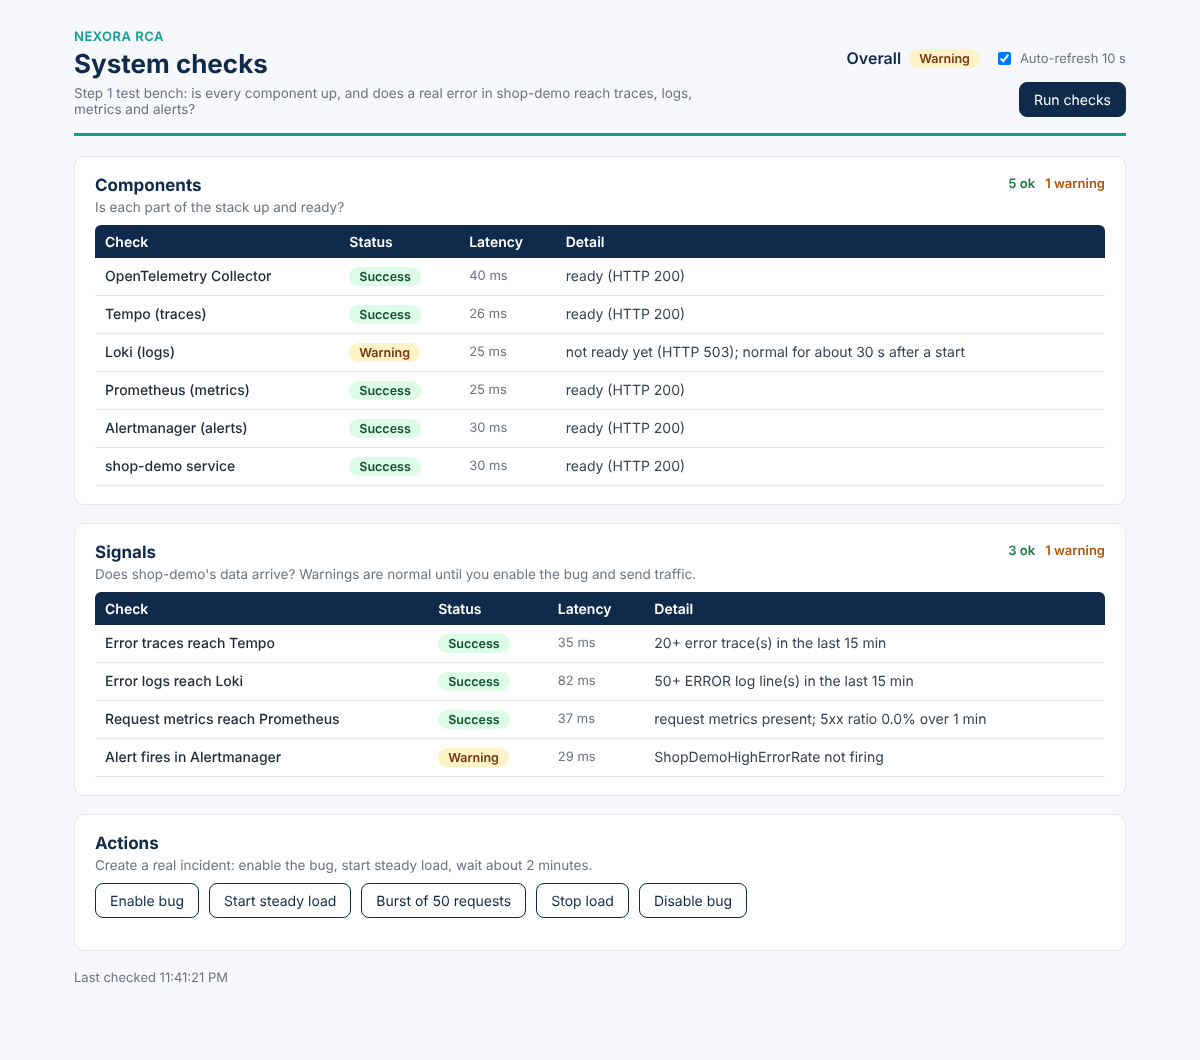 NEXORA RCA
System checks
Step 1 test bench: is every component up, and does a real error in shop-demo reach traces, logs,
metrics and alerts?
Overall Warning Auto-refresh 10 s
Run checks
Components
5 ok 1 warning
Is each part of the stack up and ready?
Check Status Latency Detail
OpenTelemetry Collector Success 40 ms ready (HTTP 200)
Tempo (traces) Success 26 ms ready (HTTP 200)
Loki (logs) Warning 25 ms not ready yet (HTTP 503); normal for about 30 s after a start
Prometheus (metrics) Success 25 ms ready (HTTP 200)
Alertmanager (alerts) Success 30 ms ready (HTTP 200)
shop-demo service Success 30 ms ready (HTTP 200)
Signals
3 ok 1 warning
Does shop-demo's data arrive? Warnings are normal until you enable the bug and send traffic.
Check Status Latency Detail
Error traces reach Tempo Success 35 ms 20+ error trace(s) in the last 15 min
Error logs reach Loki Success 82 ms 50+ ERROR log line(s) in the last 15 min
Request metrics reach Prometheus Success 37 ms request metrics present; 5xx ratio 0.0% over 1 min
Alert fires in Alertmanager Warning 29 ms ShopDemoHighErrorRate not firing
Actions
Create a real incident: enable the bug, start steady load, wait about 2 minutes.
Enable bug Start steady load Burst of 50 requests Stop load Disable bug
Last checked 11:41:21 PM